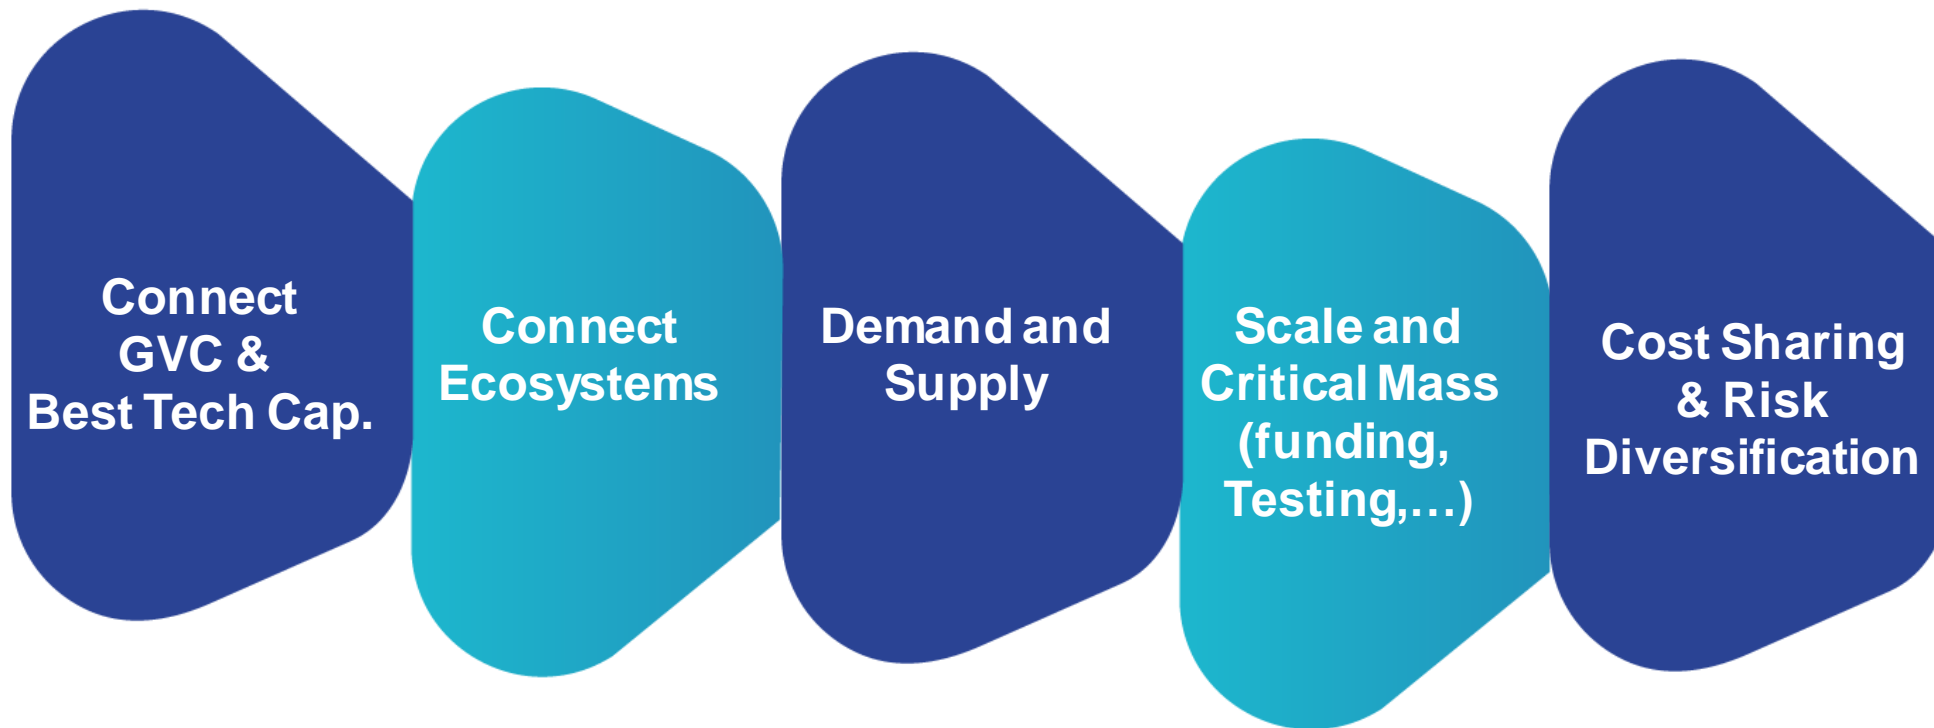 Connect
GVC &
Best Tech Cap.
Connect
Ecosystems
Demand and
Supply
Scale and
Critical Mass
(funding,
Testing,…)
Cost Sharing
& Risk
Diversification